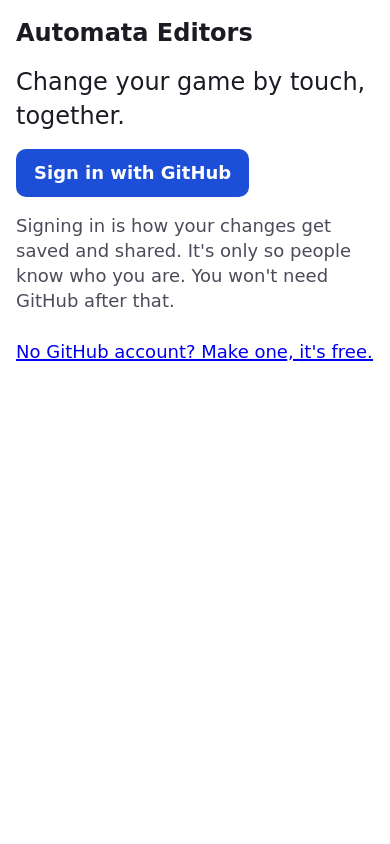 Automata Editors
Change your game by touch,
together.
Sign in with GitHub
Signing in is how your changes get
saved and shared. It's only so people
know who you are. You won't need
GitHub after that.
No GitHub account? Make one, it's free.